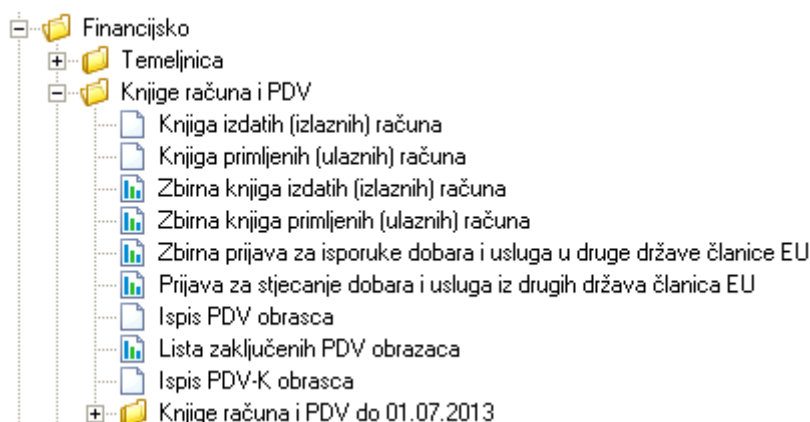 Financijsko
Temeljnica
Knjige računa i PDV
Knjiga izdatih (izlaznih) računa
Knjiga primljenih (ulaznih) računa
Zbirna knjiga izdatih (izlaznih) računa
Zbirna knjiga primljenih (ulaznih) računa
Zbirna prijava za isporuke dobara i usluga u druge države članice EU
Prijava za stjecanje dobara i usluga iz drugih država članica EU
Ispis PDV obrasca
Lista zaključenih PDV obrazaca
Ispis PDV-K obrasca
Knjige računa i PDV do 01.07.2013